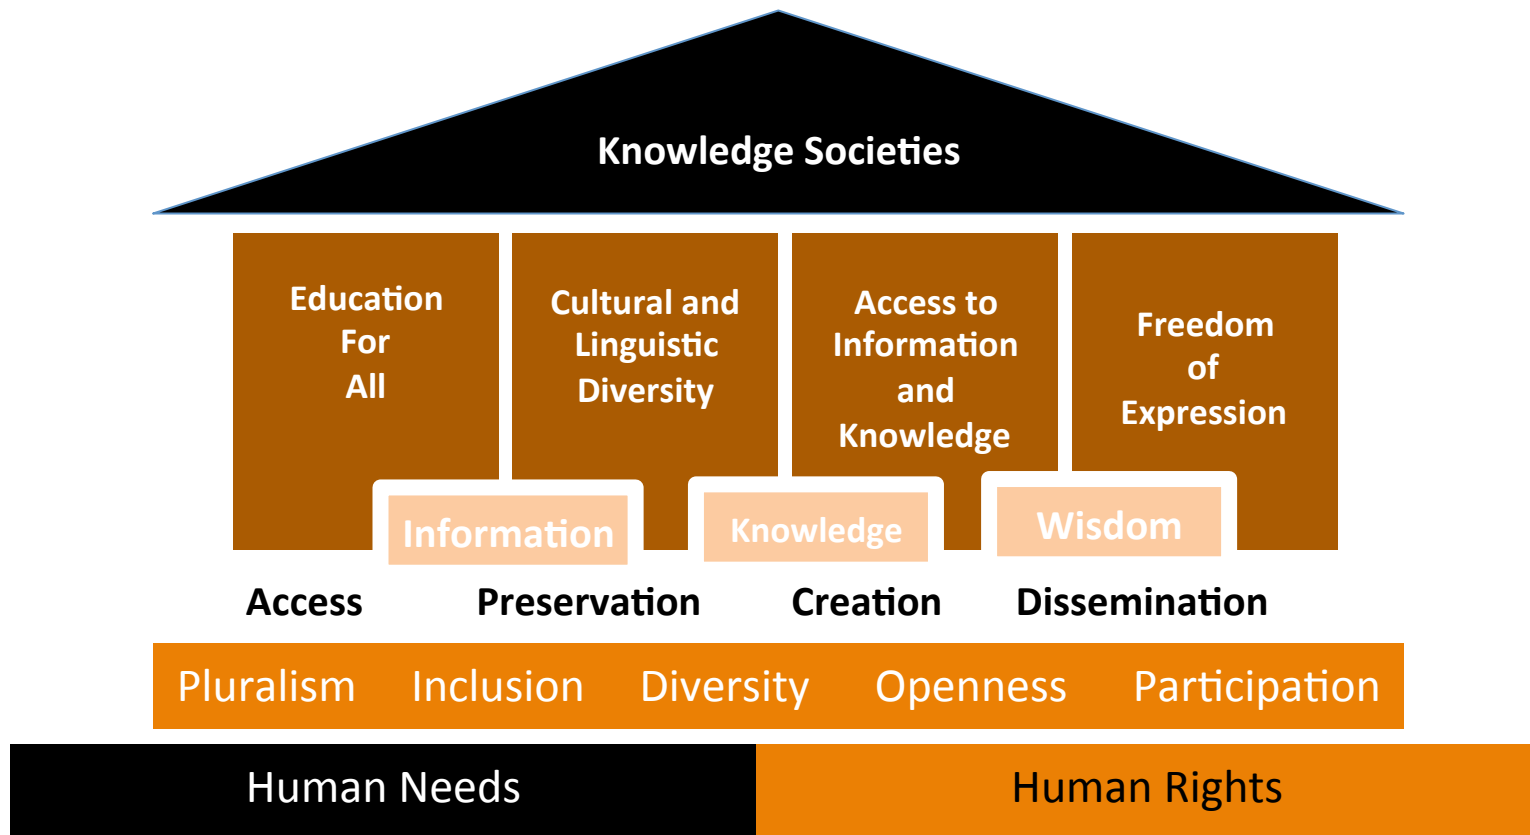 Knowledge Societies
Education
For
All
Cultural and
Linguistic
Diversity
Access to
Information
and
Knowledge
Freedom
of
Expression
Information
Knowledge
Wisdom
Access Preservation Creation Dissemination
Pluralism Inclusion Diversity Openness Participation
Human Needs Human Rights